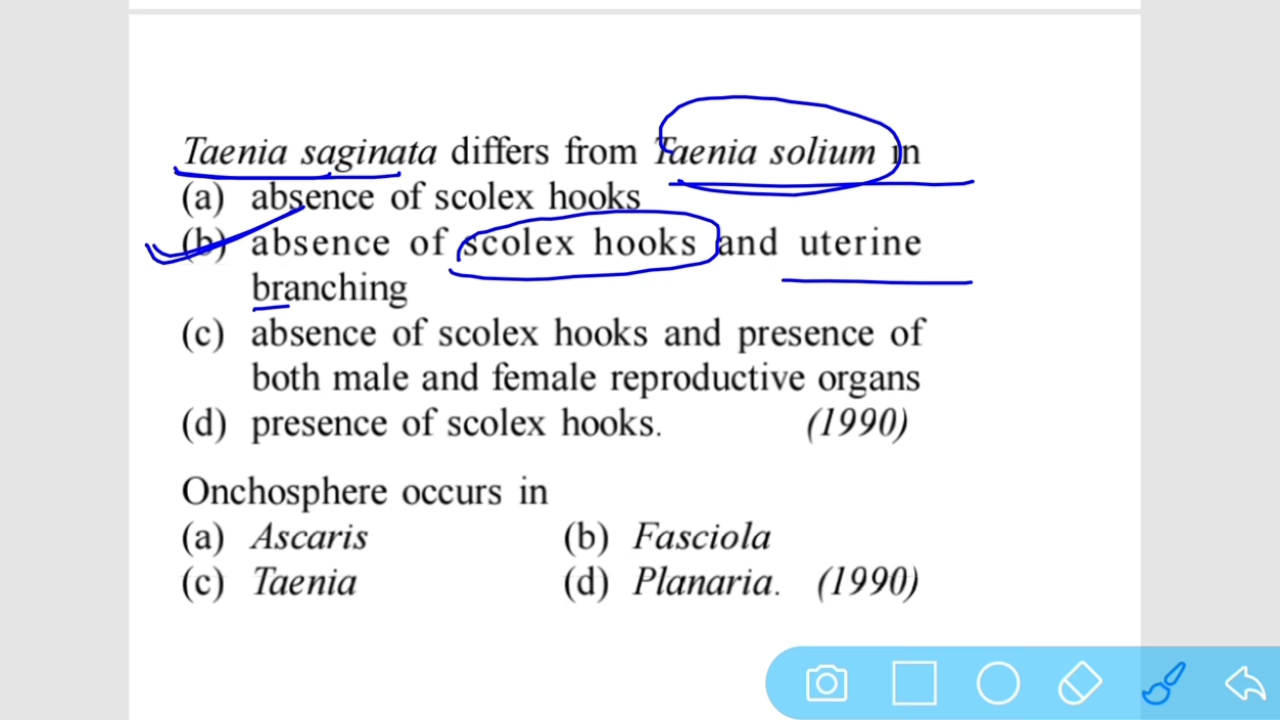 Taenia saginata differs from Taenia solium in
(a) absence of scolex hooks
(b) absence of scolex hooks and uterine
branching
(c) absence of scolex hooks and presence of
both male and female reproductive organs
(d) presence of scolex hooks. (1990)
Onchosphere occurs in
(a) Ascaris (b) Fasciola
(c) Taenia (d) Planaria. (1990)